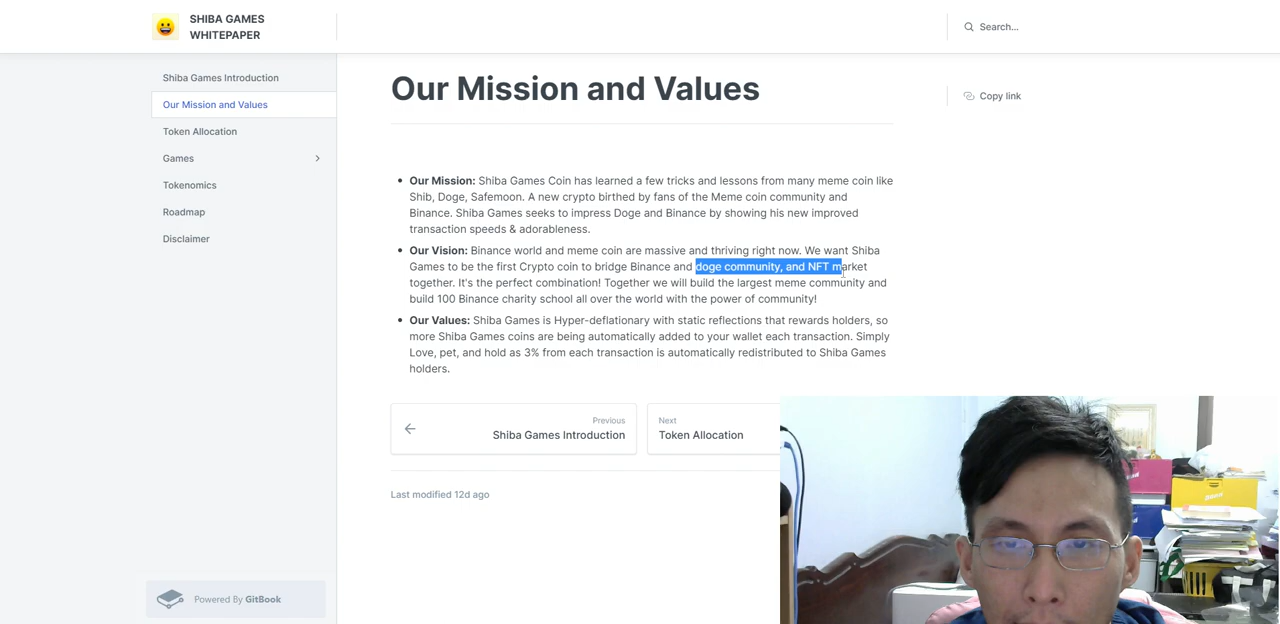 SHIBA GAMES
WHITEPAPER
Search...
Shiba Games Introduction
Our Mission and Values
Token Allocation
Games
Tokenomics
Roadmap
Disclaimer
Powered By GitBook
Our Mission and Values
Copy link
Our Mission: Shiba Games Coin has learned a few tricks and lessons from many meme coin like
Shib, Doge, Safemoon. A new crypto birthed by fans of the Meme coin community and
Binance. Shiba Games seeks to impress Doge and Binance by showing his new improved
transaction speeds & adorableness.
Our Vision: Binance world and meme coin are massive and thriving right now. We want Shiba
Games to be the first Crypto coin to bridge Binance and doge community, and NFT market
together. It's the perfect combination! Together we will build the largest meme community and
build 100 Binance charity school all over the world with the power of community!
Our Values: Shiba Games is Hyper-deflationary with static reflections that rewards holders, so
more Shiba Games coins are being automatically added to your wallet each transaction. Simply
Love, pet, and hold as 3% from each transaction is automatically redistributed to Shiba Games
holders.
Previous
Shiba Games Introduction
Next
Token Allocation
Last modified 12d ago